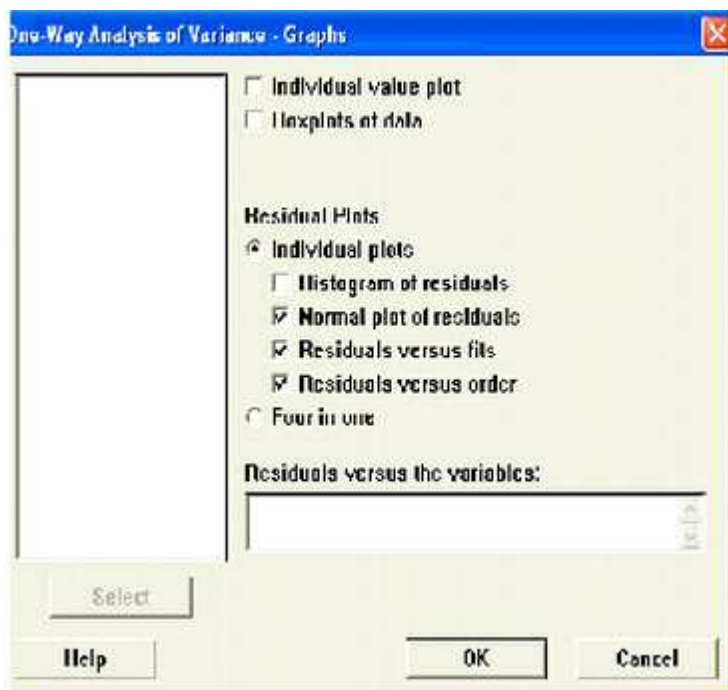 One-Way Analysis of Variance - Graphs
Individual value plot
Boxplots of data
Residual Plots
Individual plots
Histogram of residuals
Normal plot of residuals
Residuals versus fits
Residuals versus order
Four in one
Residuals versus the variables:
Select
Help
OK
Cancel